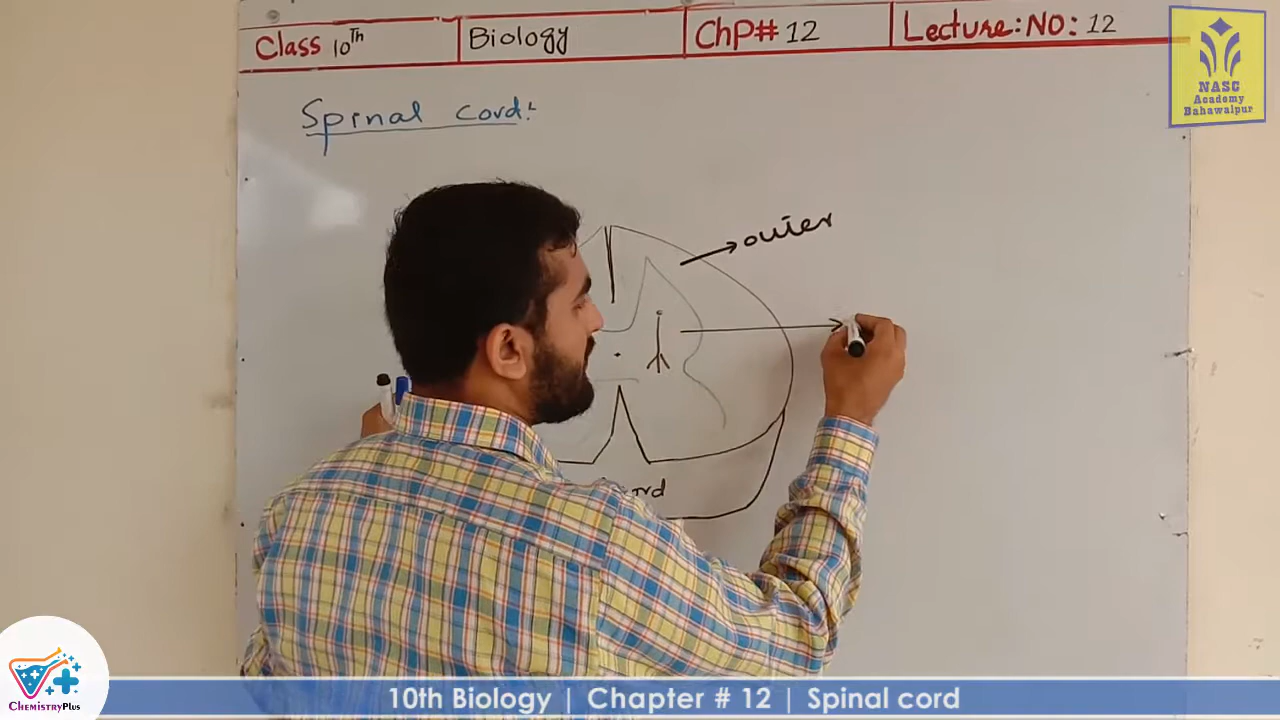 Class 10Th Biology ChP# 12 Lecture: NO: 12
NASC
Academy
Bahawalpur
Spinal cord:
outer
10th Biology | Chapter # 12 | Spinal cord
ChemistryPlus